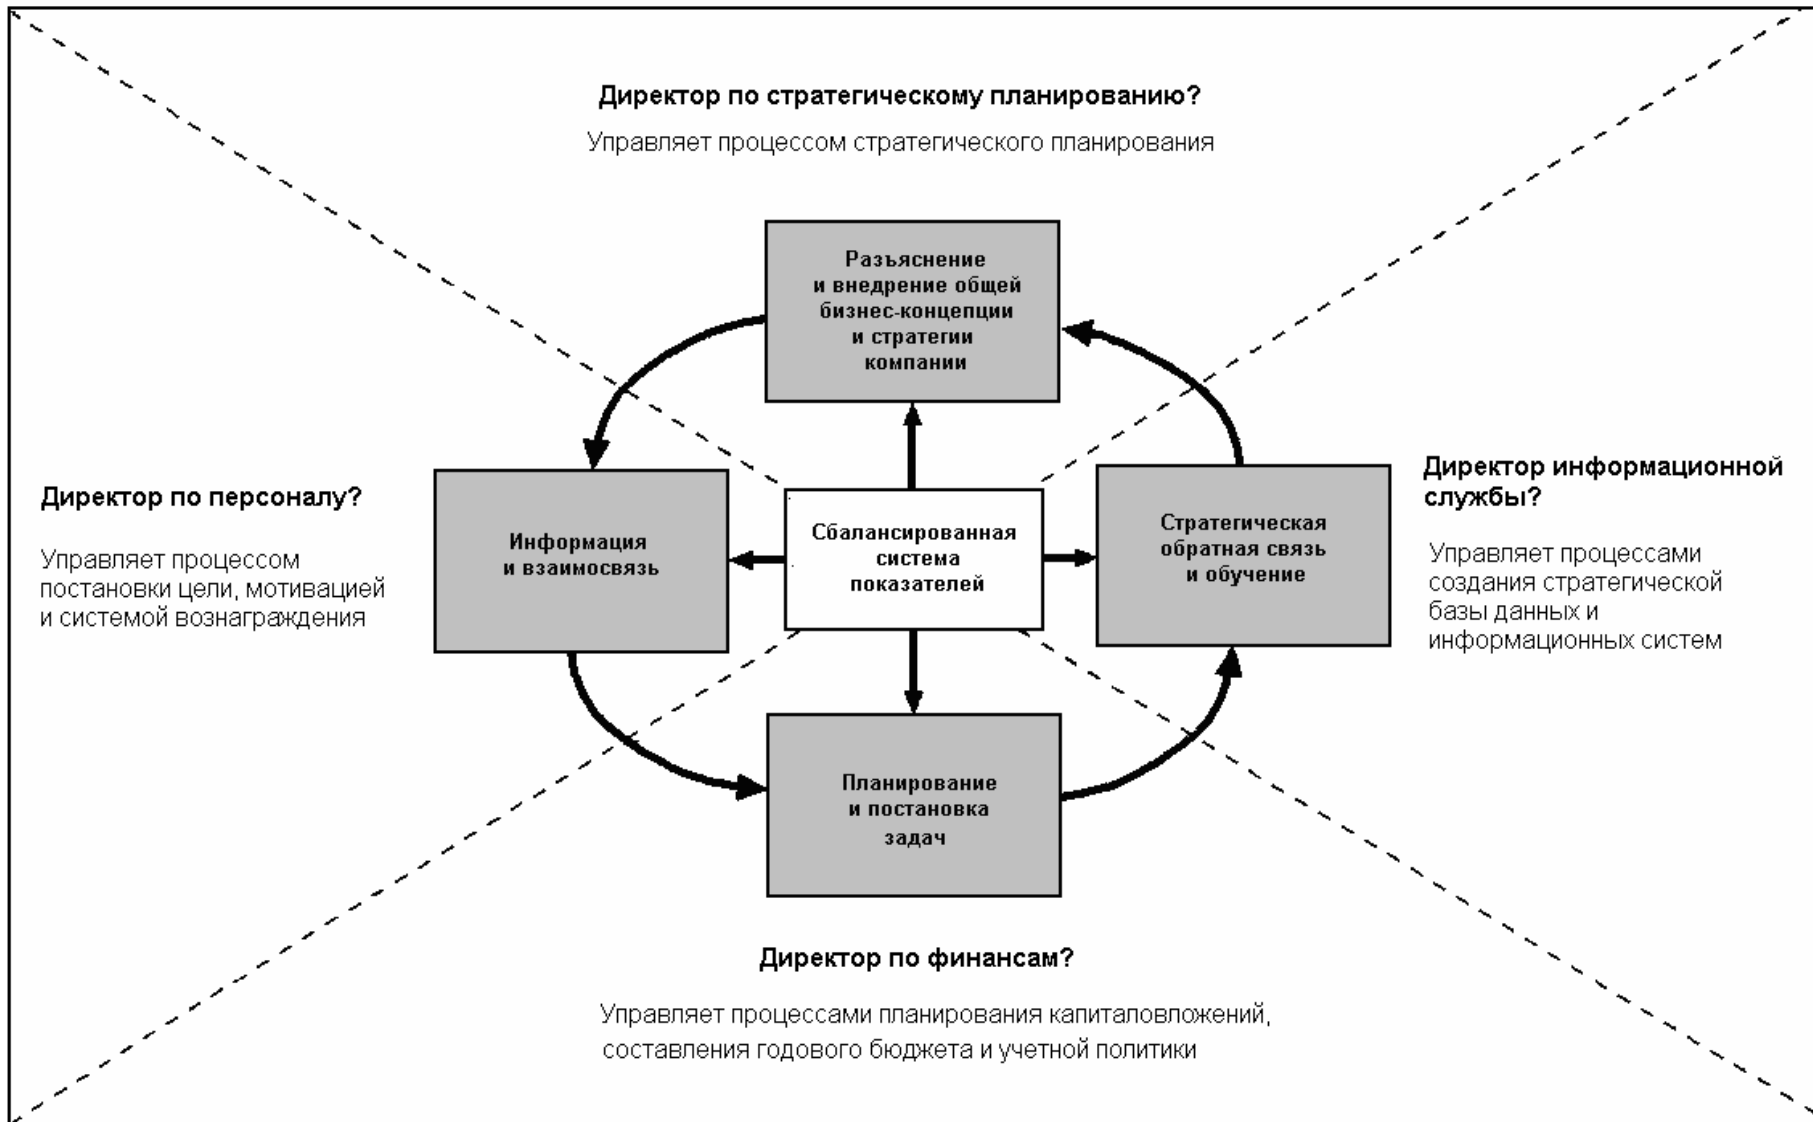 Директор по стратегическому планированию?
Управляет процессом стратегического планирования
Разъяснение
и внедрение общей
бизнес-концепции
и стратегии
компании
Директор по персоналу?
Управляет процессом
постановки цели, мотивацией
и системой вознаграждения
Информация
и взаимосвязь
Сбалансированная
система
показателей
Стратегическая
обратная связь
и обучение
Директор информационной
службы?
Управляет процессами
создания стратегической
базы данных и
информационных систем
Планирование
и постановка
задач
Директор по финансам?
Управляет процессами планирования капиталовложений,
составления годового бюджета и учетной политики